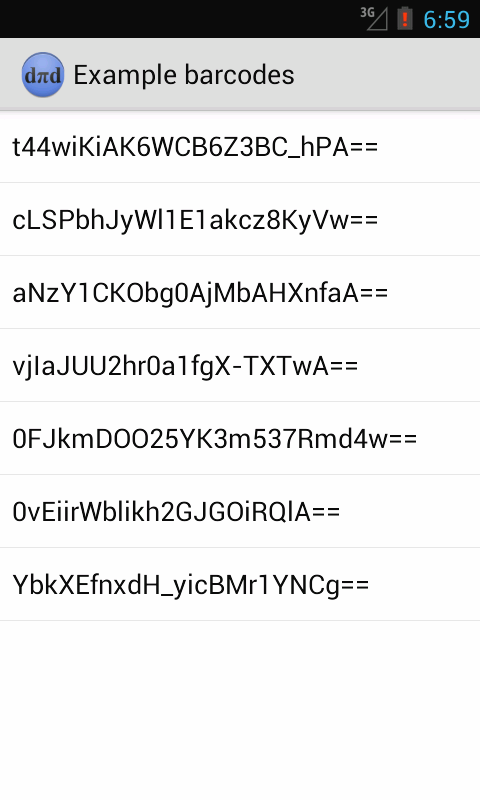 3G 6:59
dπd Example barcodes
t44wiKiAK6WCB6Z3BC_hPA==
cLSPbhJyWl1E1akcz8KyVw==
aNzY1CKObg0AjMbAHXnfaA==
vjIaJUU2hr0a1fgX-TXTwA==
0FJkmDOO25YK3m537Rmd4w==
0vEiirWblikh2GJGOiRQlA==
YbkXEfnxdH_yicBMr1YNCg==